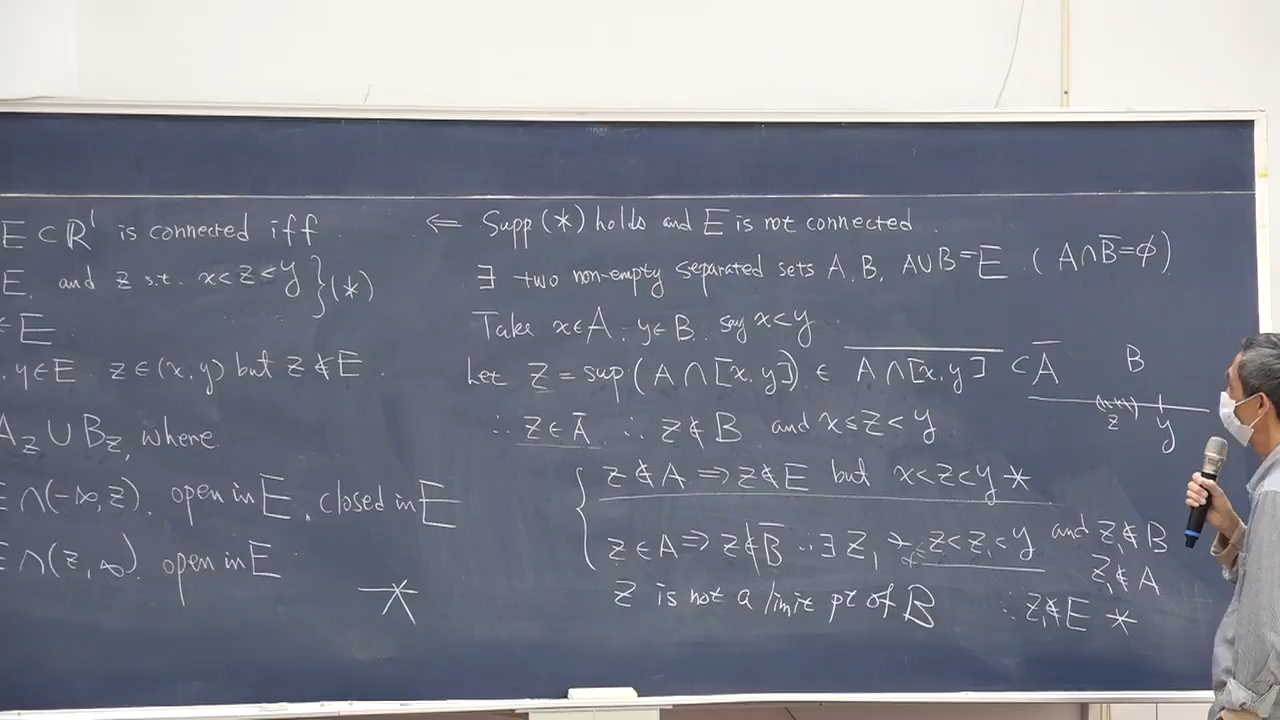 E ⊂ R¹ is connected iff
E, and z s.t. x<z<y } (*)
∈ E
, y∈E. z∈(x,y) but z∉E.
A_z ∪ B_z, where
E ∩(-∞,z). open in E, closed in E
E ∩(z,∞). open in E
⇐ Supp (*) holds and E is not connected.
∃ two non-empty separated sets A, B, A∪B=E. (A∩B̅=∅)
Take x∈A, y∈B, say x<y
Let z = sup(A∩[x,y]) ∈ \overline{A∩[x,y]} ⊂ A̅
∴ z∈A̅ ∴ z∉B and x≤z<y
z∉A ⇒ z∉E but x<z<y *
z∈A ⇒ z∉B̅ ∴ ∃ z₁ z<z₁<y and z₁∉B
z₁∉A
z is not a limit pt of B ∴ z₁∉E *
B
z y